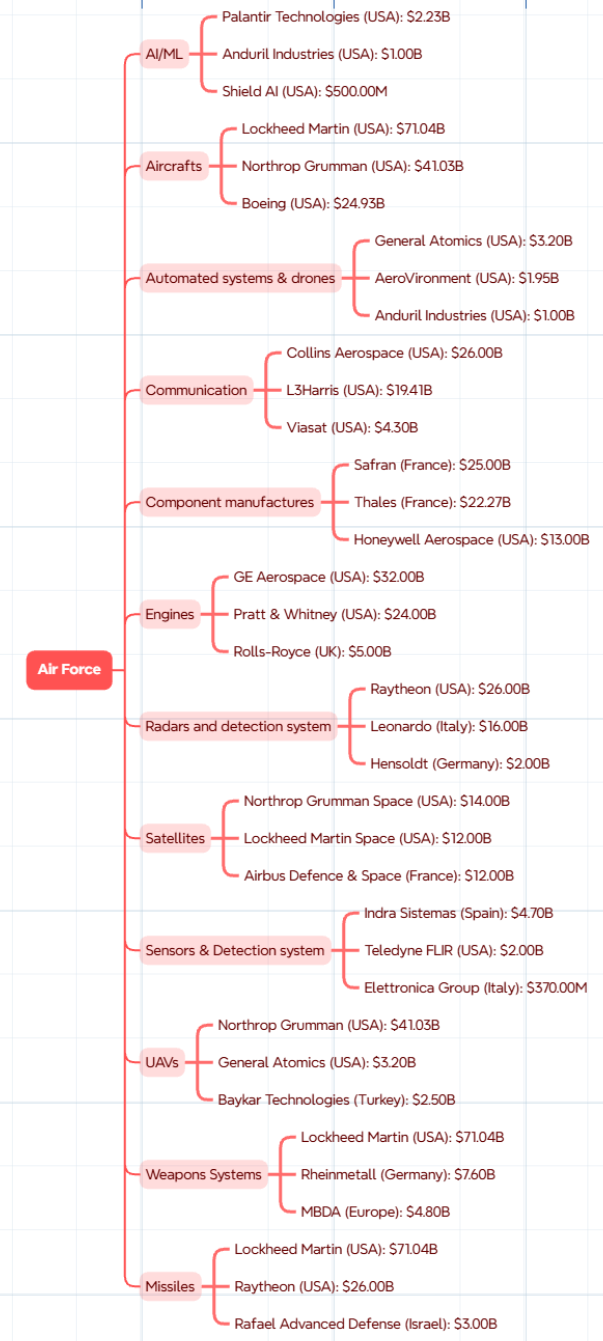 Palantir Technologies (USA): $2.23B
AI/ML
Anduril Industries (USA): $1.00B
Shield AI (USA): $500.00M
Lockheed Martin (USA): $71.04B
Aircrafts
Northrop Grumman (USA): $41.03B
Boeing (USA): $24.93B
General Atomics (USA): $3.20B
Automated systems & drones
AeroVironment (USA): $1.95B
Anduril Industries (USA): $1.00B
Collins Aerospace (USA): $26.00B
Communication
L3Harris (USA): $19.41B
Viasat (USA): $4.30B
Safran (France): $25.00B
Component manufactures
Thales (France): $22.27B
Honeywell Aerospace (USA): $13.00B
GE Aerospace (USA): $32.00B
Engines
Pratt & Whitney (USA): $24.00B
Rolls-Royce (UK): $5.00B
Air Force
Raytheon (USA): $26.00B
Radars and detection system
Leonardo (Italy): $16.00B
Hensoldt (Germany): $2.00B
Northrop Grumman Space (USA): $14.00B
Satellites
Lockheed Martin Space (USA): $12.00B
Airbus Defence & Space (France): $12.00B
Indra Sistemas (Spain): $4.70B
Sensors & Detection system
Teledyne FLIR (USA): $2.00B
Elettronica Group (Italy): $370.00M
Northrop Grumman (USA): $41.03B
UAVs
General Atomics (USA): $3.20B
Baykar Technologies (Turkey): $2.50B
Lockheed Martin (USA): $71.04B
Weapons Systems
Rheinmetall (Germany): $7.60B
MBDA (Europe): $4.80B
Lockheed Martin (USA): $71.04B
Missiles
Raytheon (USA): $26.00B
Rafael Advanced Defense (Israel): $3.00B